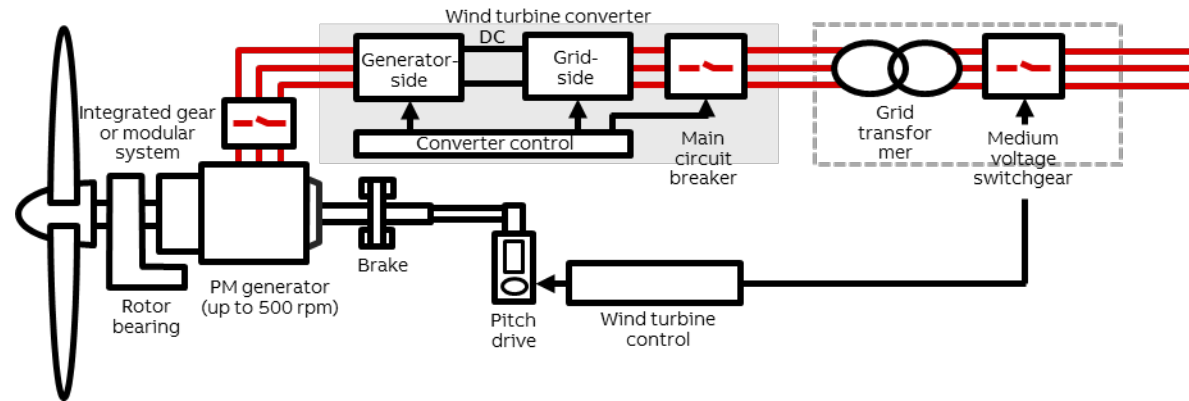 Wind turbine converter
DC
Generator-
side
Grid-
side
Converter control
Main
circuit
breaker
Grid
transfor
mer
Medium
voltage
switchgear
Integrated gear
or modular
system
Rotor
bearing
PM generator
(up to 500 rpm)
Brake
Pitch
drive
Wind turbine
control